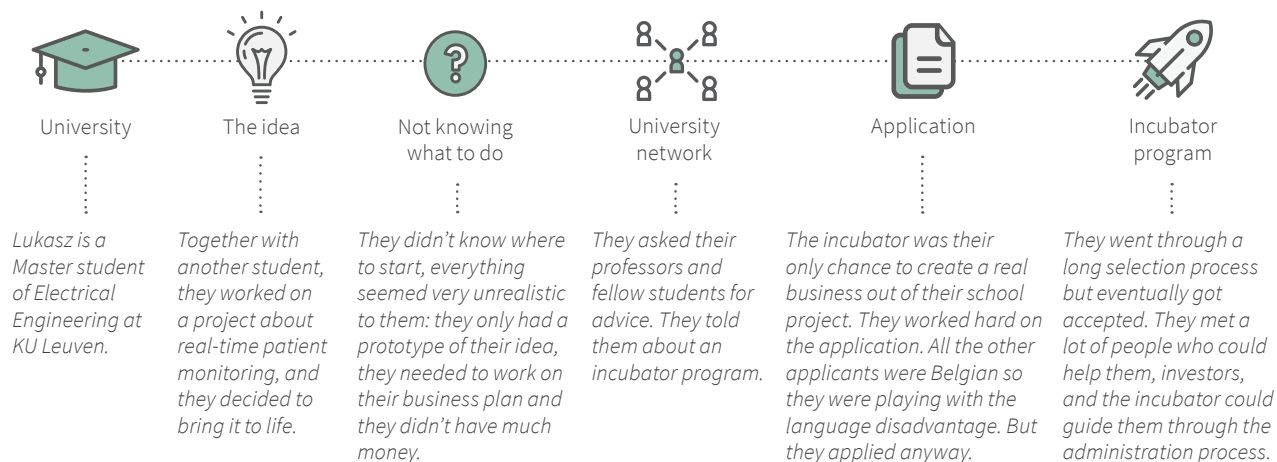 University
The idea
Not knowing
what to do
University
network
Application
Incubator
program
Lukasz is a
Master student
of Electrical
Engineering at
KU Leuven.
Together with
another student,
they worked on
a project about
real-time patient
monitoring, and
they decided to
bring it to life.
They didn't know where
to start, everything
seemed very unrealistic
to them: they only had a
prototype of their idea,
they needed to work on
their business plan and
they didn't have much
money.
They asked their
professors and
fellow students for
advice. They told
them about an
incubator program.
The incubator was their
only chance to create a real
business out of their school
project. They worked hard on
the application. All the other
applicants were Belgian so
they were playing with the
language disadvantage. But
they applied anyway.
They went through a
long selection process
but eventually got
accepted. They met a
lot of people who could
help them, investors,
and the incubator could
guide them through the
administration process.